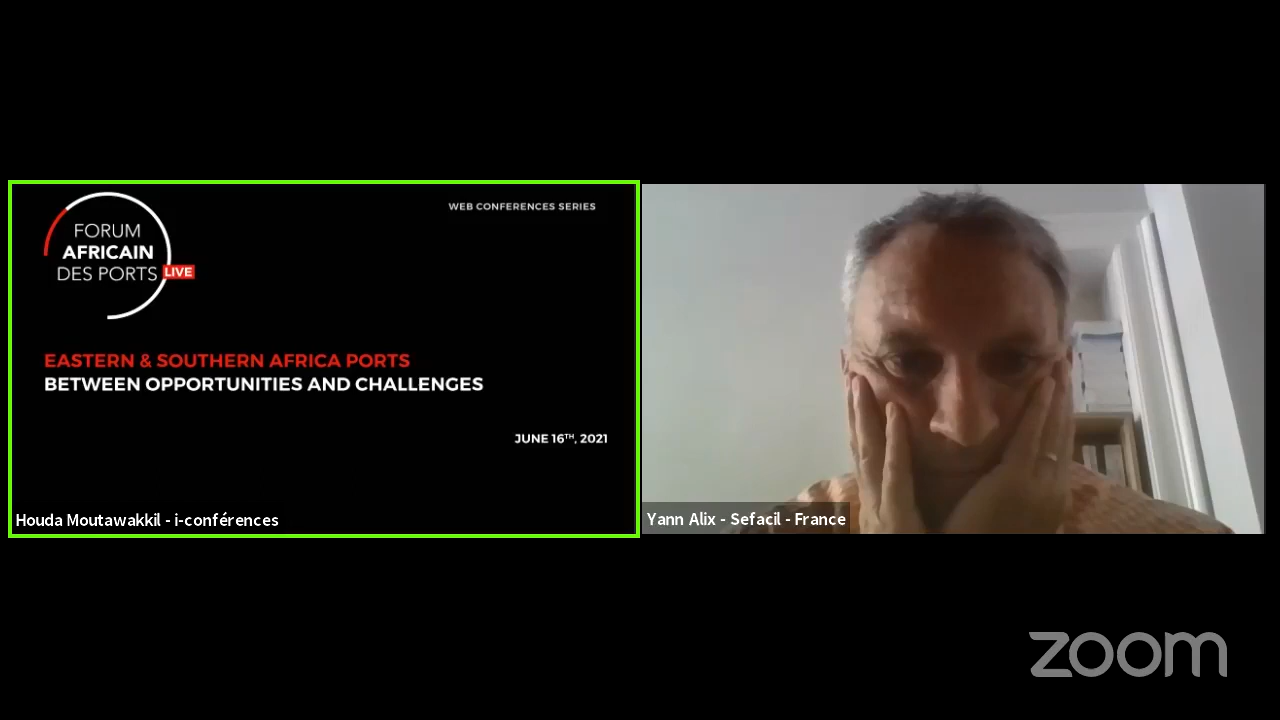 FORUM
AFRICAIN
DES PORTS LIVE
WEB CONFERENCES SERIES
EASTERN & SOUTHERN AFRICA PORTS
BETWEEN OPPORTUNITIES AND CHALLENGES
JUNE 16TH, 2021
Houda Moutawakkil - i-conférences
Yann Alix - Sefacil - France
zoom